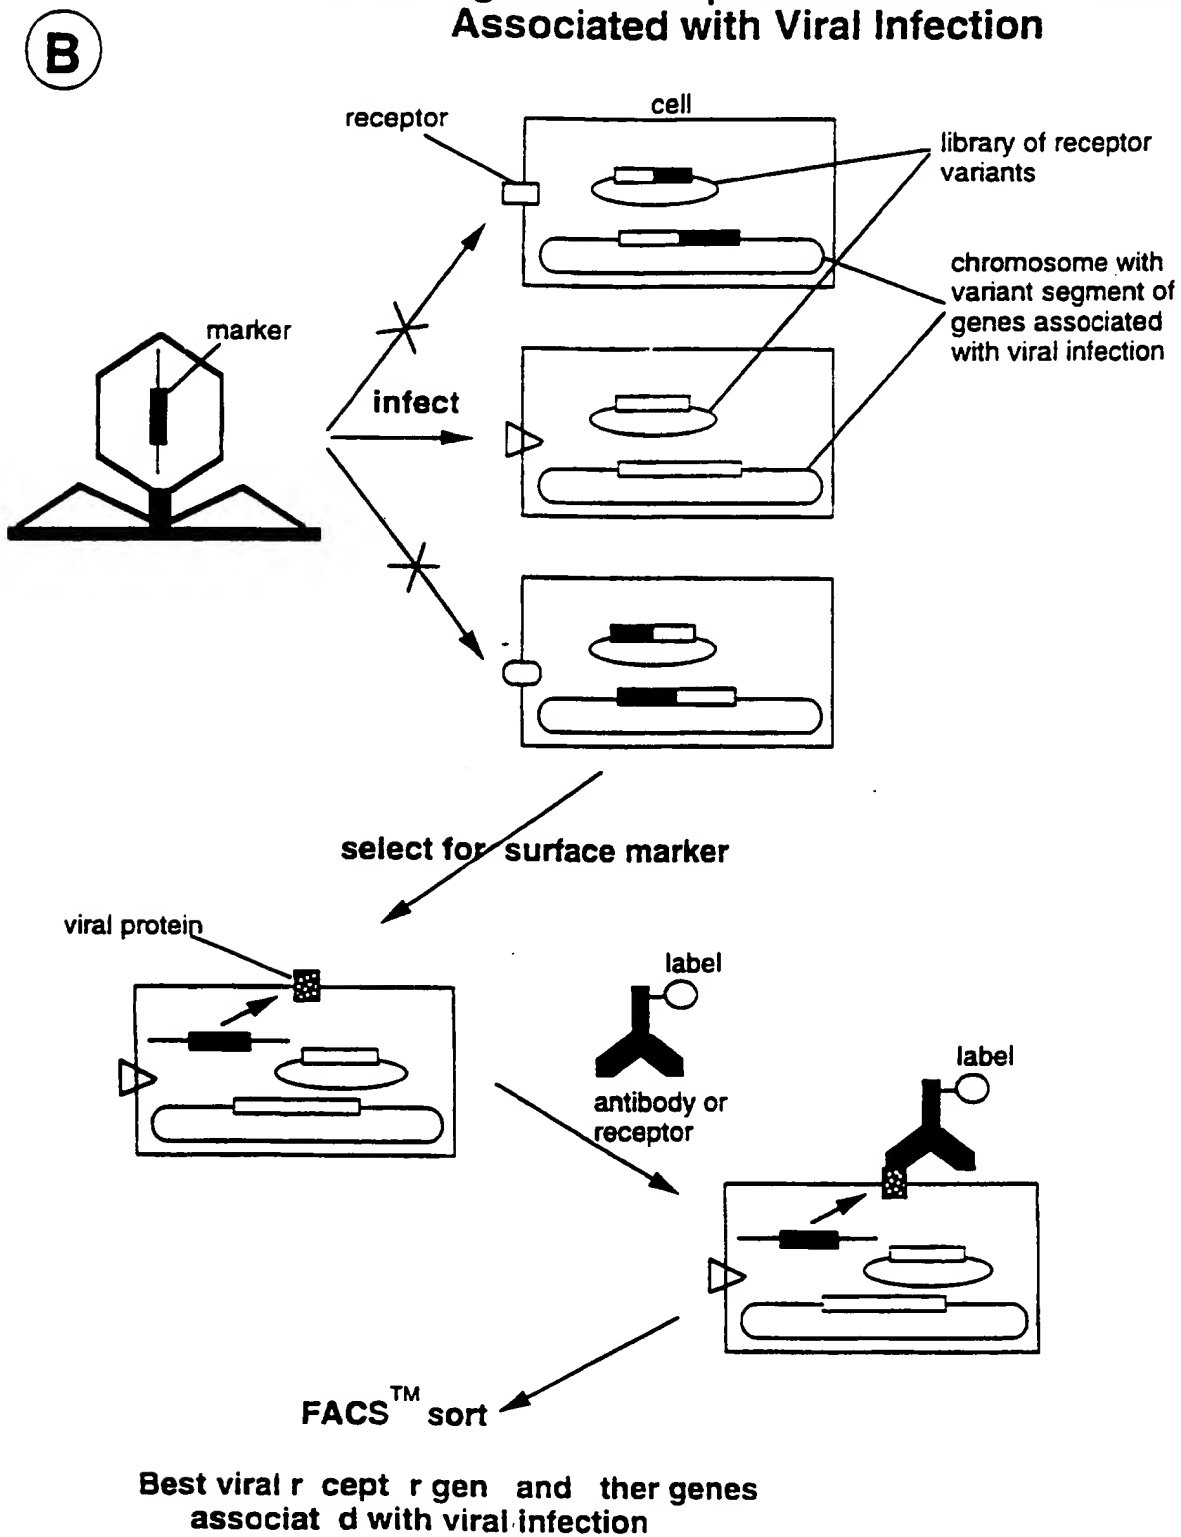 Associated with Viral Infection
B
cell
receptor
library of receptor
variants
chromosome with
variant segment of
genes associated
with viral infection
marker
infect
select for surface marker
viral protein
label
antibody or
receptor
label
FACS™ sort
Best viral r cept r gen and ther genes
associat d with viral infection